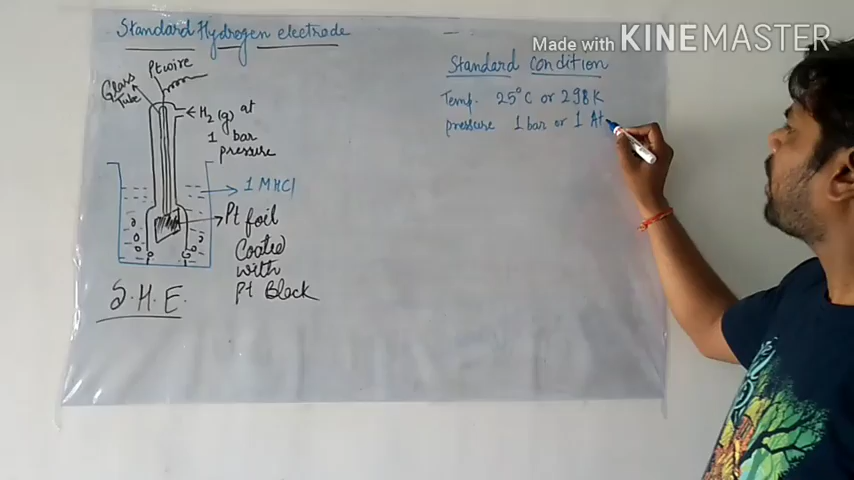 Standard Hydrogen electrode
Made with KINEMASTER
Pt wire
Glass
Tube
H₂ (g) at
1 bar
pressure
1 M HCl
Pt foil
Coated
with
Pt Black
S.H.E.
Standard Condition
Temp. 25°C or 298K
pressure 1 bar or 1 At